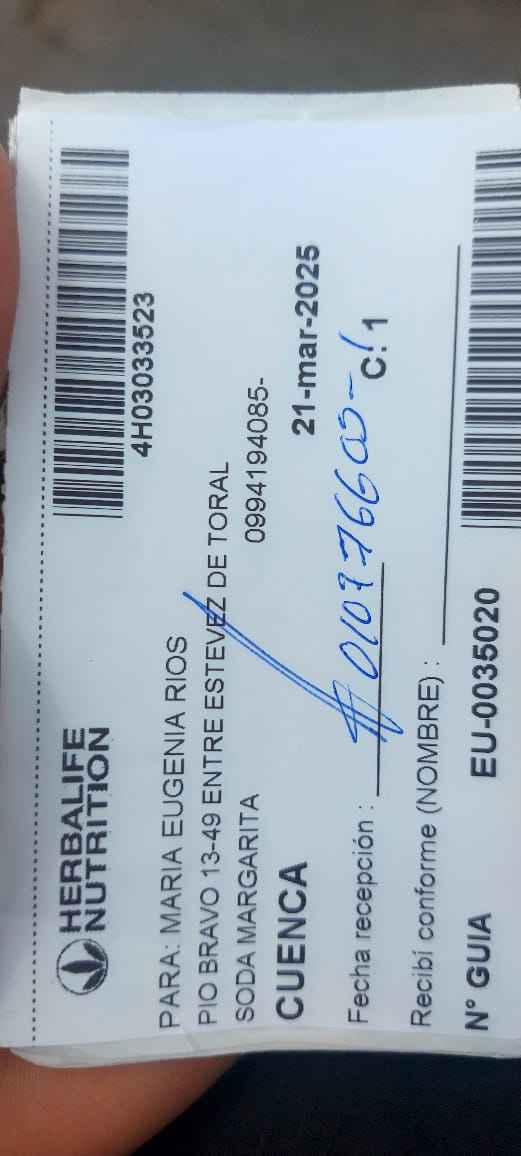 HERBALIFE
NUTRITION
4H03033523
PARA: MARIA EUGENIA RIOS
PIO BRAVO 13-49 ENTRE ESTEVEZ DE TORAL
SODA MARGARITA 0994194085-
CUENCA 21-mar-2025
Fecha recepción :
C: 1
Recibí conforme (NOMBRE) :
N° GUIA EU-0035020